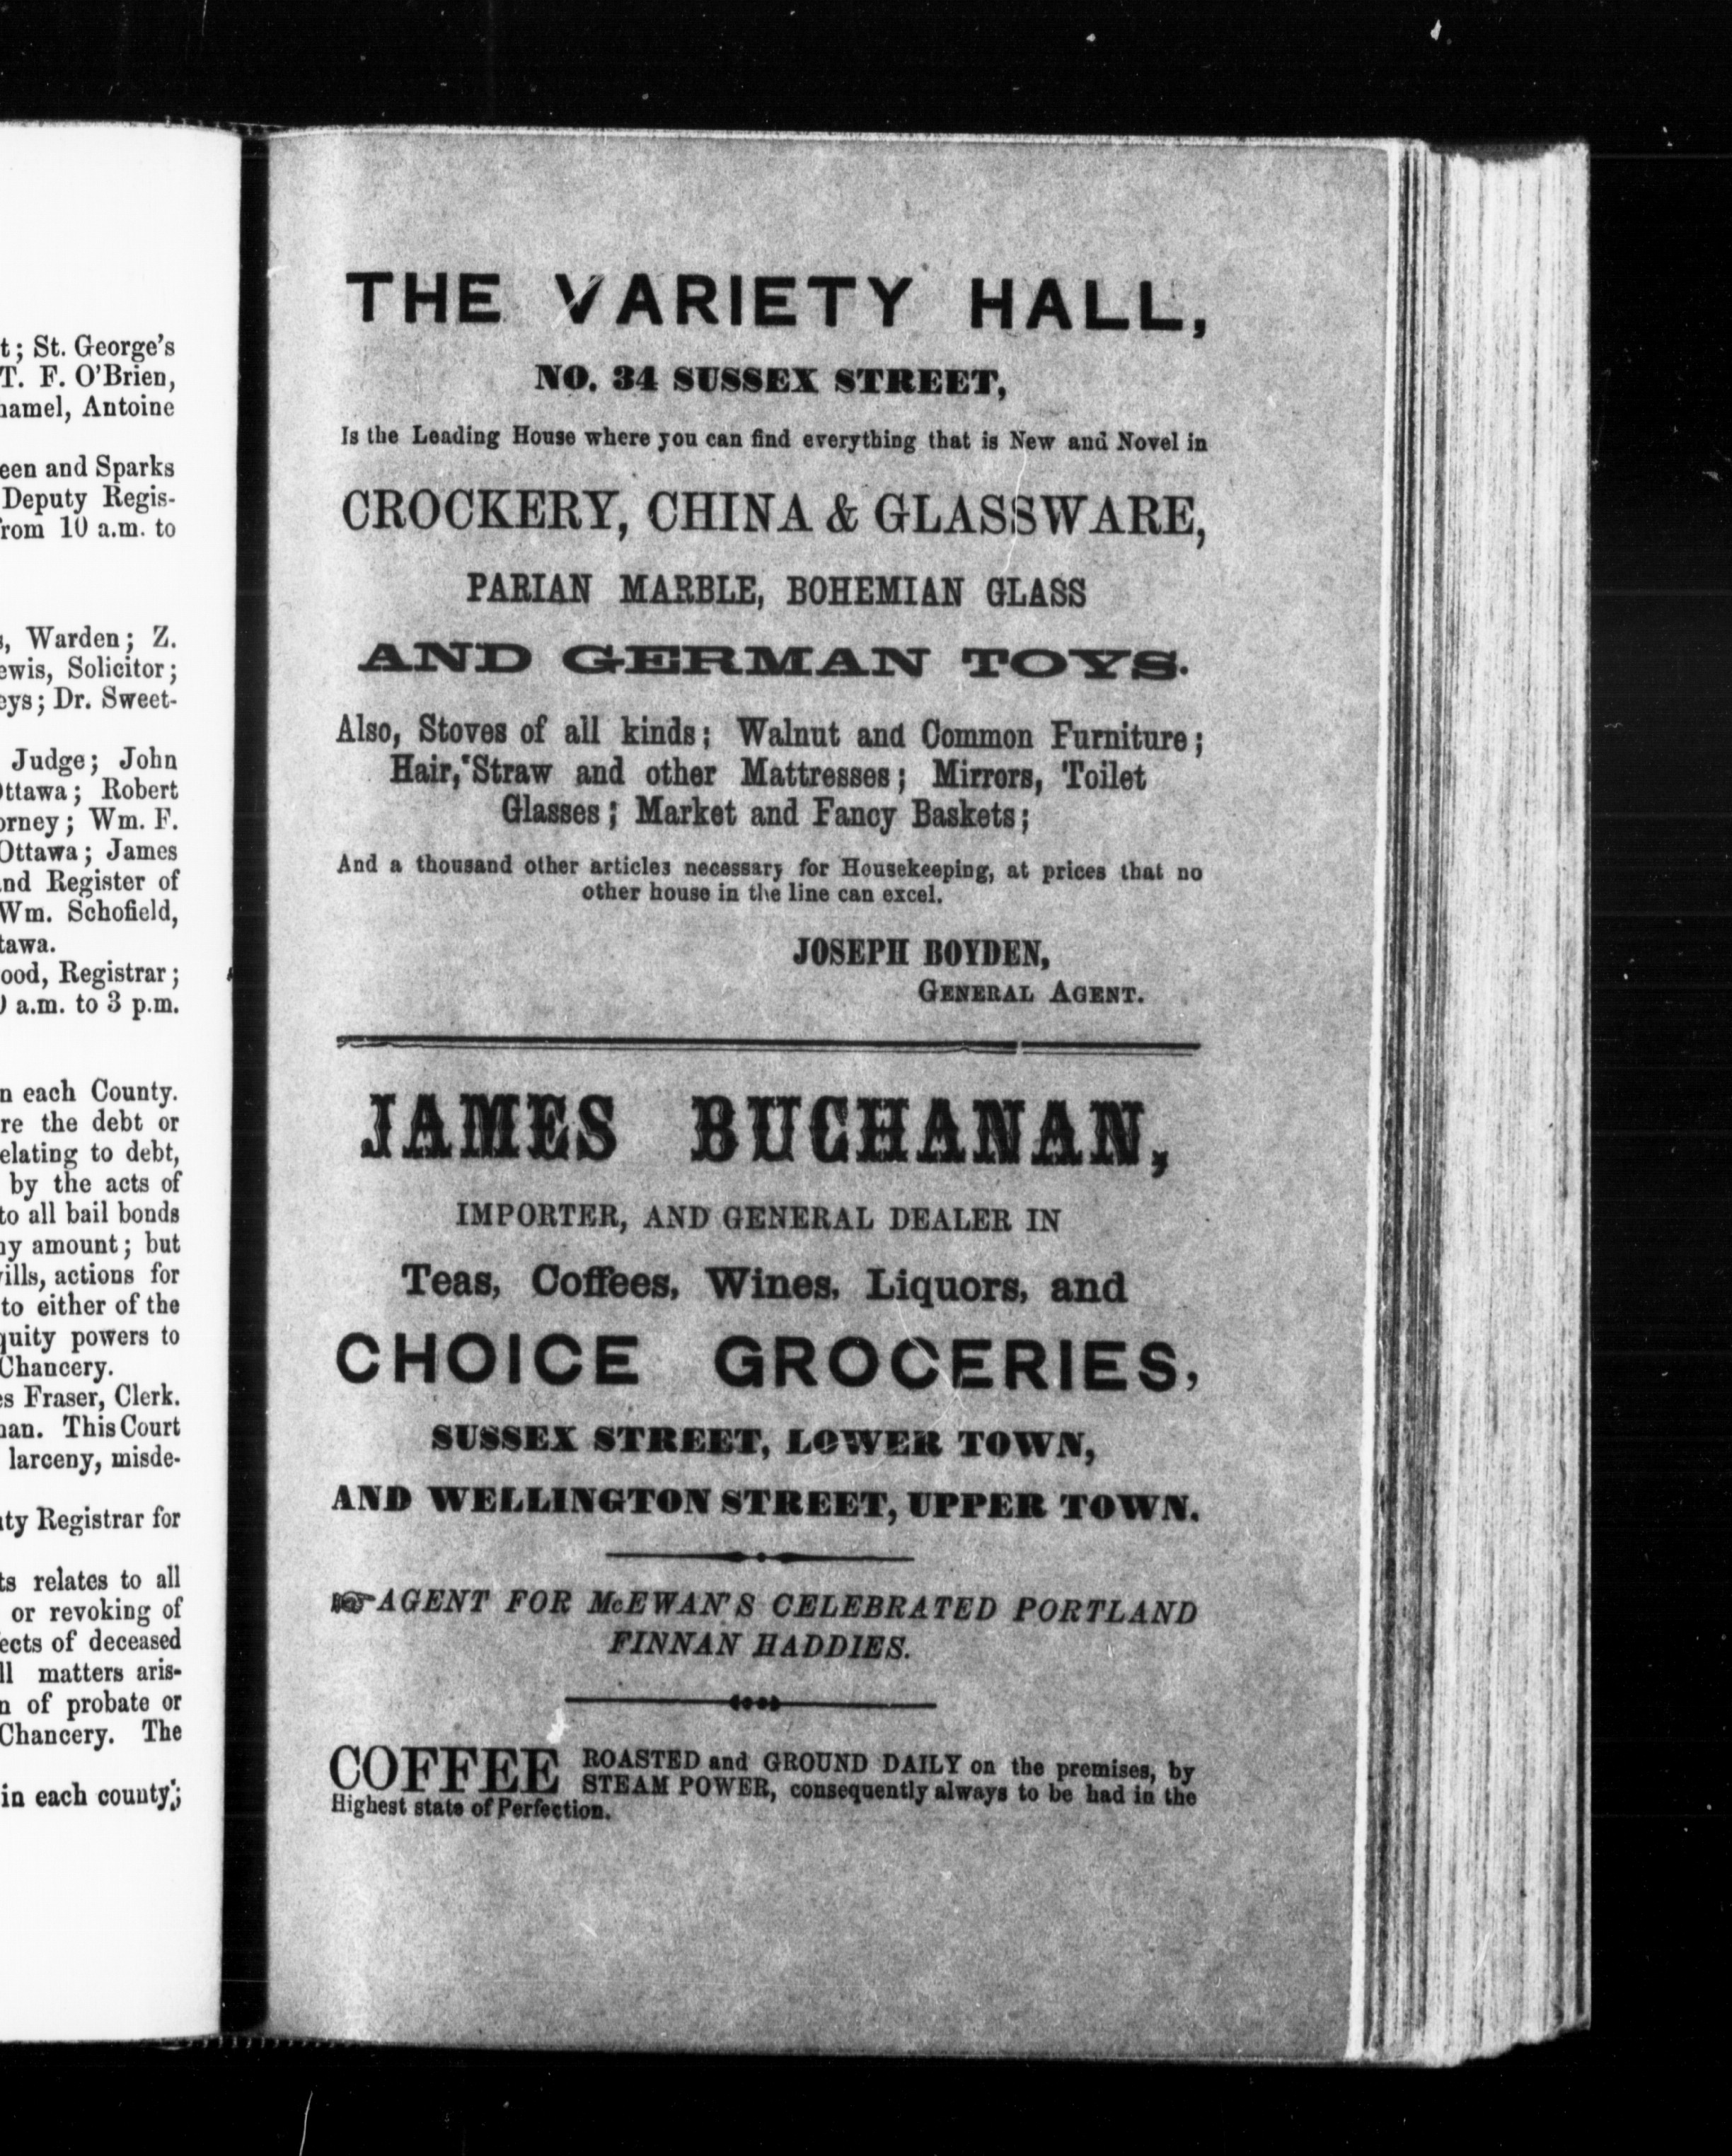 t; St. George's
T. F. O'Brien,
hamel, Antoine
een and Sparks
Deputy Regis-
from 10 a.m. to
s, Warden; Z.
ewis, Solicitor;
eys; Dr. Sweet-
Judge; John
Ottawa; Robert
orney; Wm. F.
Ottawa; James
and Register of
Wm. Schofield,
tawa.
ood, Registrar;
0 a.m. to 3 p.m.
n each County.
re the debt or
elating to debt,
by the acts of
to all bail bonds
ny amount; but
vills, actions for
to either of the
quity powers to
Chancery.
es Fraser, Clerk.
nan. This Court
larceny, misde-
nty Registrar for
ts relates to all
or revoking of
ects of deceased
ll matters aris-
n of probate or
Chancery. The
in each county;
THE VARIETY HALL,
NO. 34 SUSSEX STREET,
Is the Leading House where you can find everything that is New and Novel in
CROCKERY, CHINA & GLASSWARE,
PARIAN MARBLE, BOHEMIAN GLASS
AND GERMAN TOYS.
Also, Stoves of all kinds; Walnut and Common Furniture;
Hair, Straw and other Mattresses; Mirrors, Toilet
Glasses; Market and Fancy Baskets;
And a thousand other articles necessary for Housekeeping, at prices that no
other house in the line can excel.
JOSEPH BOYDEN,
GENERAL AGENT.
JAMES BUCHANAN,
IMPORTER, AND GENERAL DEALER IN
Teas, Coffees, Wines, Liquors, and
CHOICE GROCERIES,
SUSSEX STREET, LOWER TOWN,
AND WELLINGTON STREET, UPPER TOWN.
☞AGENT FOR McEWAN'S CELEBRATED PORTLAND
FINNAN HADDIES.
COFFEE ROASTED and GROUND DAILY on the premises, by
STEAM POWER, consequently always to be had in the
Highest state of Perfection.